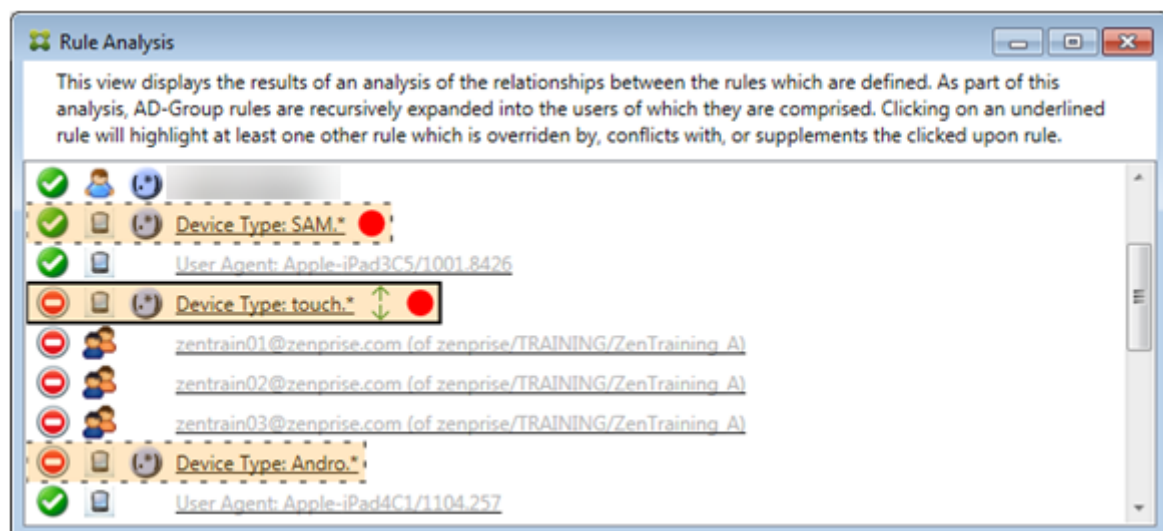 Rule Analysis
This view displays the results of an analysis of the relationships between the rules which are defined. As part of this
analysis, AD-Group rules are recursively expanded into the users of which they are comprised. Clicking on an underlined
rule will highlight at least one other rule which is overriden by, conflicts with, or supplements the clicked upon rule.
(.*)
(.*) Device Type: SAM.*
User Agent: Apple-iPad3C5/1001.8426
(.*) Device Type: touch.*
zentrain01@zenprise.com (of zenprise/TRAINING/ZenTraining_A)
zentrain02@zenprise.com (of zenprise/TRAINING/ZenTraining_A)
zentrain03@zenprise.com (of zenprise/TRAINING/ZenTraining_A)
(.*) Device Type: Andro.*
User Agent: Apple-iPad4C1/1104.257